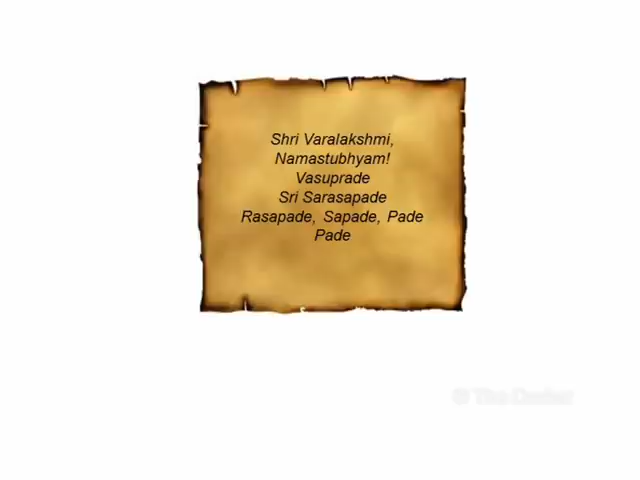 Shri Varalakshmi,
Namastubhyam!
Vasuprade
Sri Sarasapade
Rasapade, Sapade, Pade
Pade